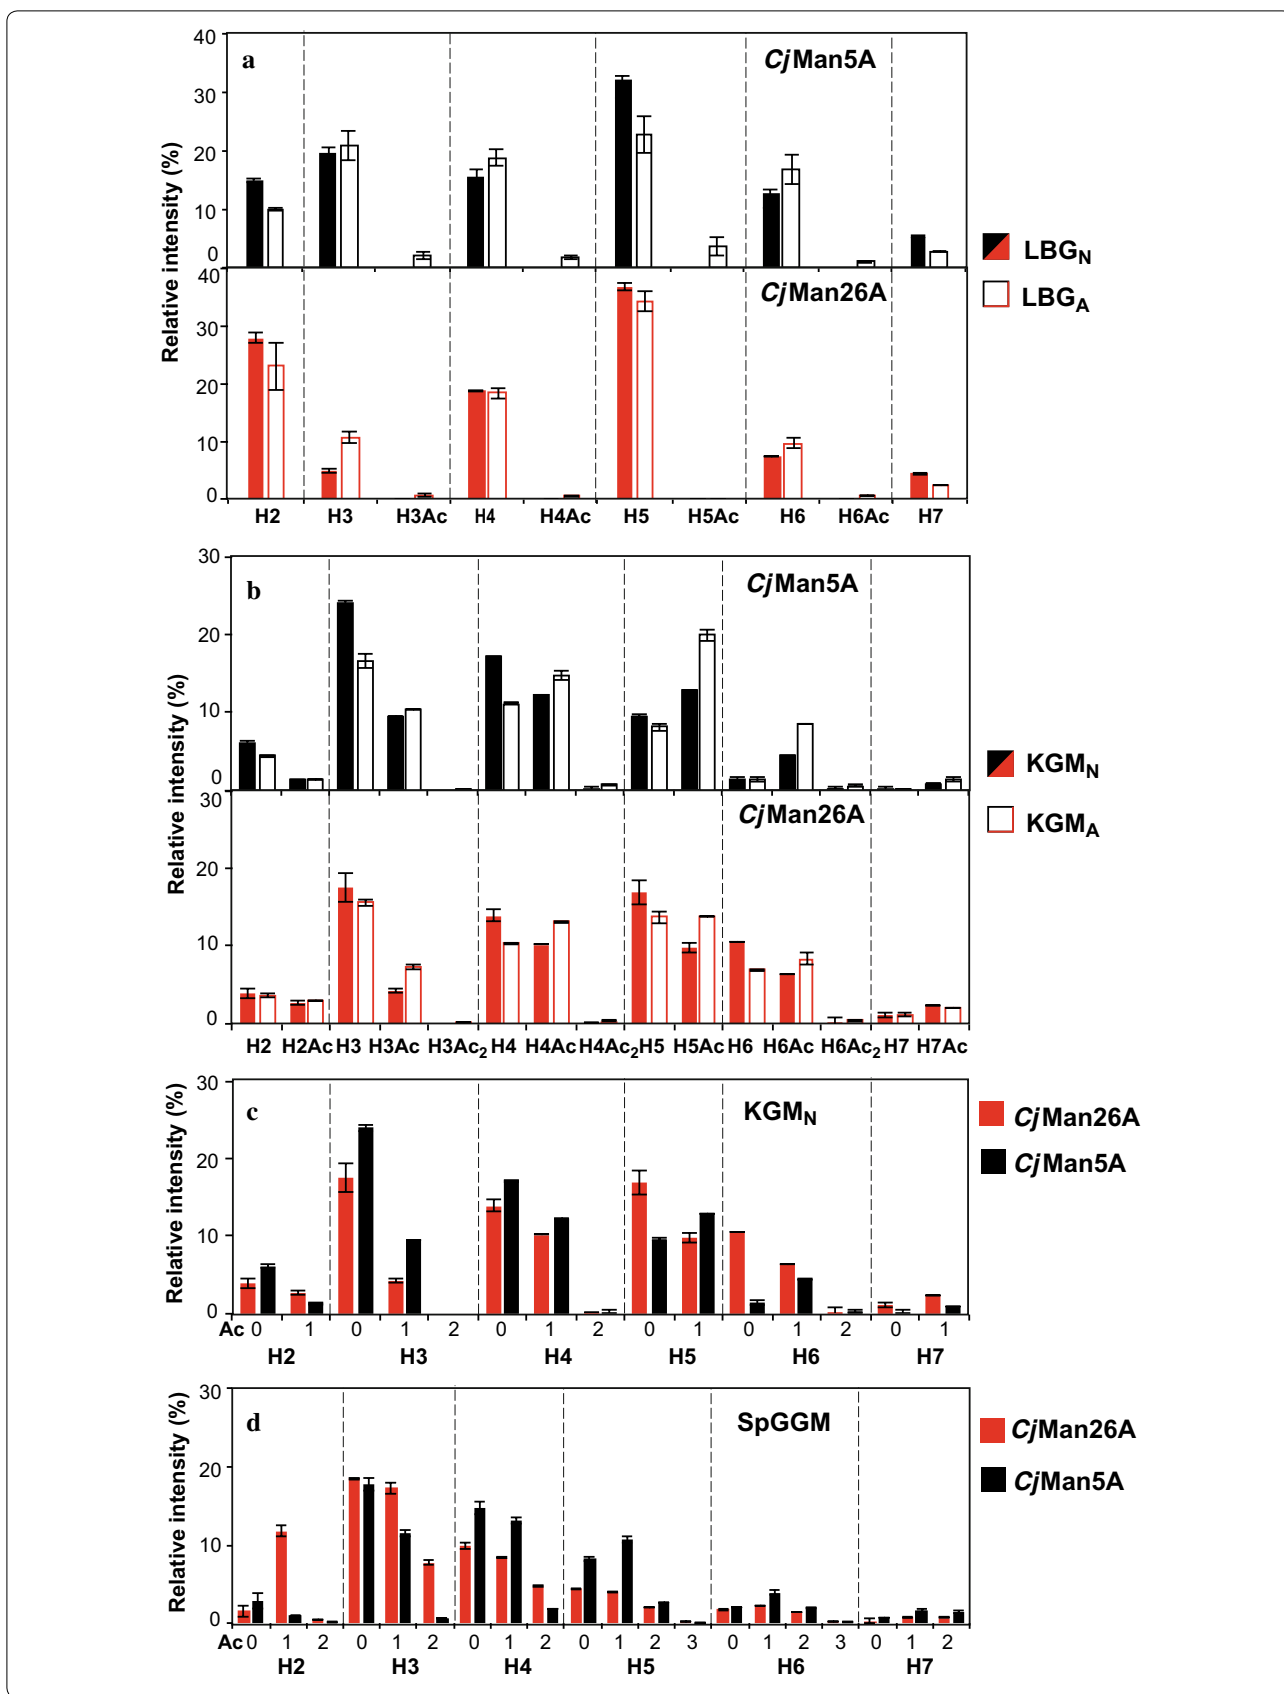 40
a
CjMan5A
30
20
10
0
Relative intensity (%)
40
CjMan26A
30
20
10
0
H2 H3 H3Ac H4 H4Ac H5 H5Ac H6 H6Ac H7
LBG_N
LBG_A
30
b
CjMan5A
20
10
0
Relative intensity (%)
30
CjMan26A
20
10
0
H2 H2Ac H3 H3Ac H3Ac₂ H4 H4Ac H4Ac₂ H5 H5Ac H6 H6Ac H6Ac₂ H7 H7Ac
KGM_N
KGM_A
30
c
KGM_N
20
10
0
Relative intensity (%)
CjMan26A
CjMan5A
Ac 0 1 0 1 2 0 1 2 0 1 0 1 2 0 1
H2 H3 H4 H5 H6 H7
30
d
SpGGM
20
10
0
Relative intensity (%)
CjMan26A
CjMan5A
Ac 0 1 2 0 1 2 0 1 2 0 1 2 3 0 1 2 3 0 1 2
H2 H3 H4 H5 H6 H7